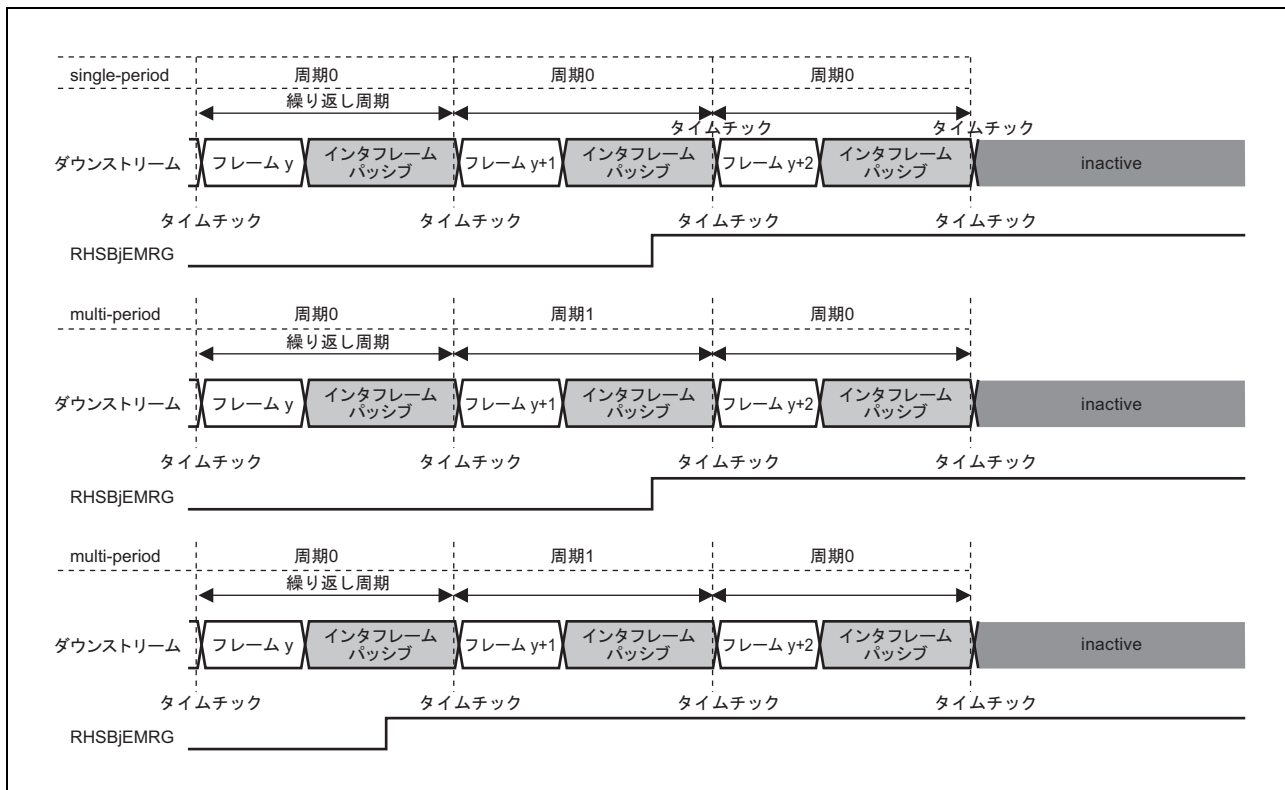 single-period 周期0 周期0 周期0
繰り返し周期
タイムチック タイムチック
ダウンストリーム フレーム y インタフレーム パッシブ フレーム y+1 インタフレーム パッシブ フレーム y+2 インタフレーム パッシブ inactive
タイムチック タイムチック タイムチック タイムチック
RHSBjEMRG
multi-period 周期0 周期1 周期0
繰り返し周期
ダウンストリーム フレーム y インタフレーム パッシブ フレーム y+1 インタフレーム パッシブ フレーム y+2 インタフレーム パッシブ inactive
タイムチック タイムチック タイムチック タイムチック
RHSBjEMRG
multi-period 周期0 周期1 周期0
繰り返し周期
ダウンストリーム フレーム y インタフレーム パッシブ フレーム y+1 インタフレーム パッシブ フレーム y+2 インタフレーム パッシブ inactive
タイムチック タイムチック タイムチック タイムチック
RHSBjEMRG